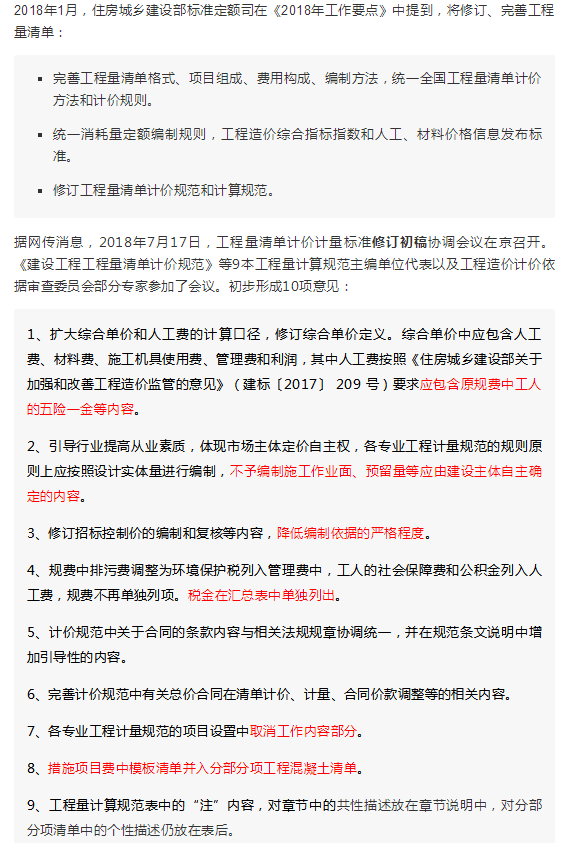 2018年1月，住房城乡建设部标准定额司在《2018年工作要点》中提到，将修订、完善工程
量清单：
完善工程量清单格式、项目组成、费用构成、编制方法，统一全国工程量清单计价
方法和计价规则。
统一消耗量定额编制规则，工程造价综合指标指数和人工、材料价格信息发布标
准。
修订工程量清单计价规范和计算规范。
据网传消息，2018年7月17日，工程量清单计价计量标准修订初稿协调会议在京召开。
《建设工程工程量清单计价规范》等9本工程量计算规范主编单位代表以及工程造价计价依
据审查委员会部分专家参加了会议。初步形成10项意见：
1、扩大综合单价和人工费的计算口径，修订综合单价定义。综合单价中应包含人工
费、材料费、施工机具使用费、管理费和利润，其中人工费按照《住房城乡建设部关于
加强和改善工程造价监管的意见》（建标〔2017〕 209 号）要求应包含原规费中工人
的五险一金等内容。
2、引导行业提高从业素质，体现市场主体定价自主权，各专业工程计量规范的规则原
则上应按照设计实体量进行编制，不予编制施工作业面、预留量等应由建设主体自主确
定的内容。
3、修订招标控制价的编制和复核等内容，降低编制依据的严格程度。
4、规费中排污费调整为环境保护税列入管理费中，工人的社会保障费和公积金列入人
工费，规费不再单独列项。税金在汇总表中单独列出。
5、计价规范中关于合同的条款内容与相关法规规章协调统一，并在规范条文说明中增
加引导性的内容。
6、完善计价规范中有关总价合同在清单计价、计量、合同价款调整等的相关内容。
7、各专业工程计量规范的项目设置中取消工作内容部分。
8、措施项目费中模板清单并入分部分项工程混凝土清单。
9、工程量计算规范表中的“注”内容，对章节中的共性描述放在章节说明中，对分部
分项清单中的个性描述仍放在表后。